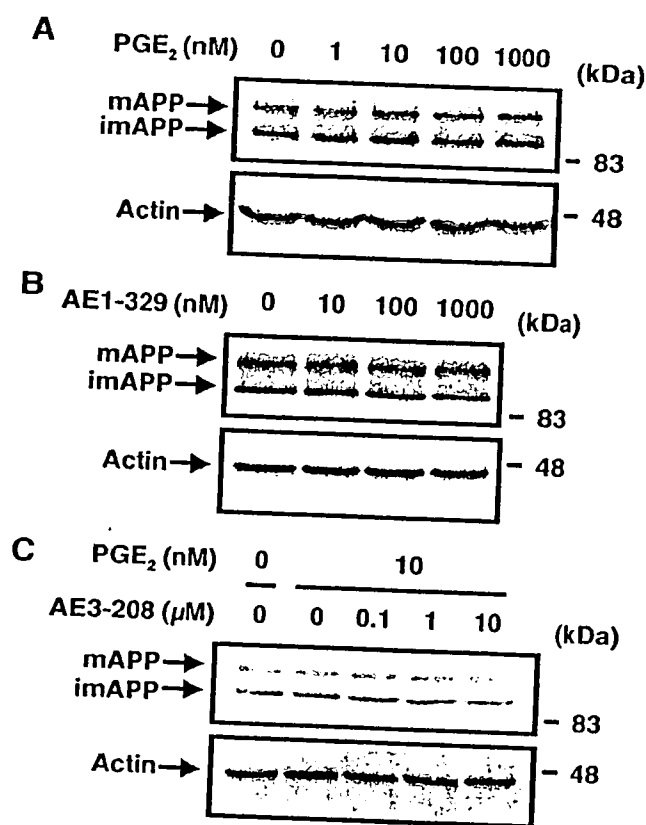 A
PGE₂ (nM) 0 1 10 100 1000 (kDa)
mAPP
imAPP
- 83
Actin
- 48
B
AE1-329 (nM) 0 10 100 1000 (kDa)
mAPP
imAPP
- 83
Actin
- 48
C
PGE₂ (nM) 0 10
AE3-208 (µM) 0 0 0.1 1 10 (kDa)
mAPP
imAPP
- 83
Actin
- 48